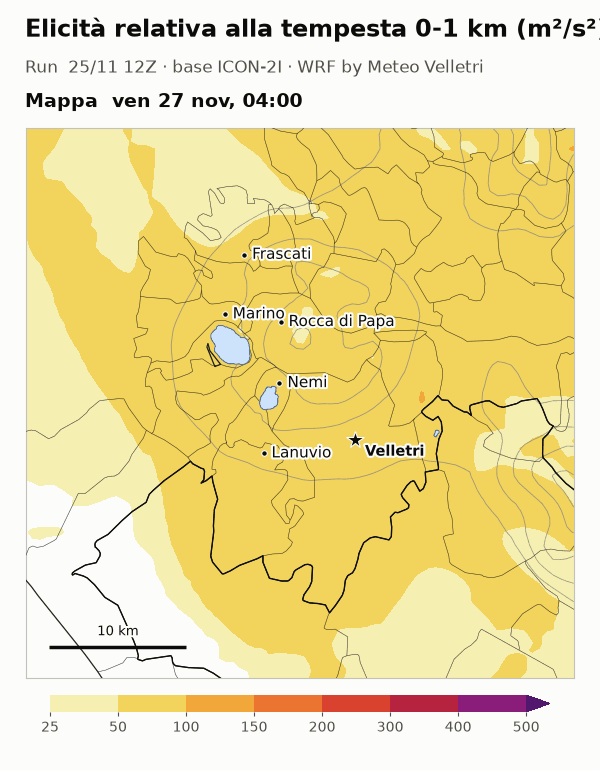 Elicità relativa alla tempesta 0-1 km (m²/s²)
Run 25/11 12Z · base ICON-2I · WRF by Meteo Velletri
Mappa ven 27 nov, 04:00
Frascati
Marino
Rocca di Papa
Nemi
Velletri
Lanuvio
10 km
25 50 100 150 200 300 400 500